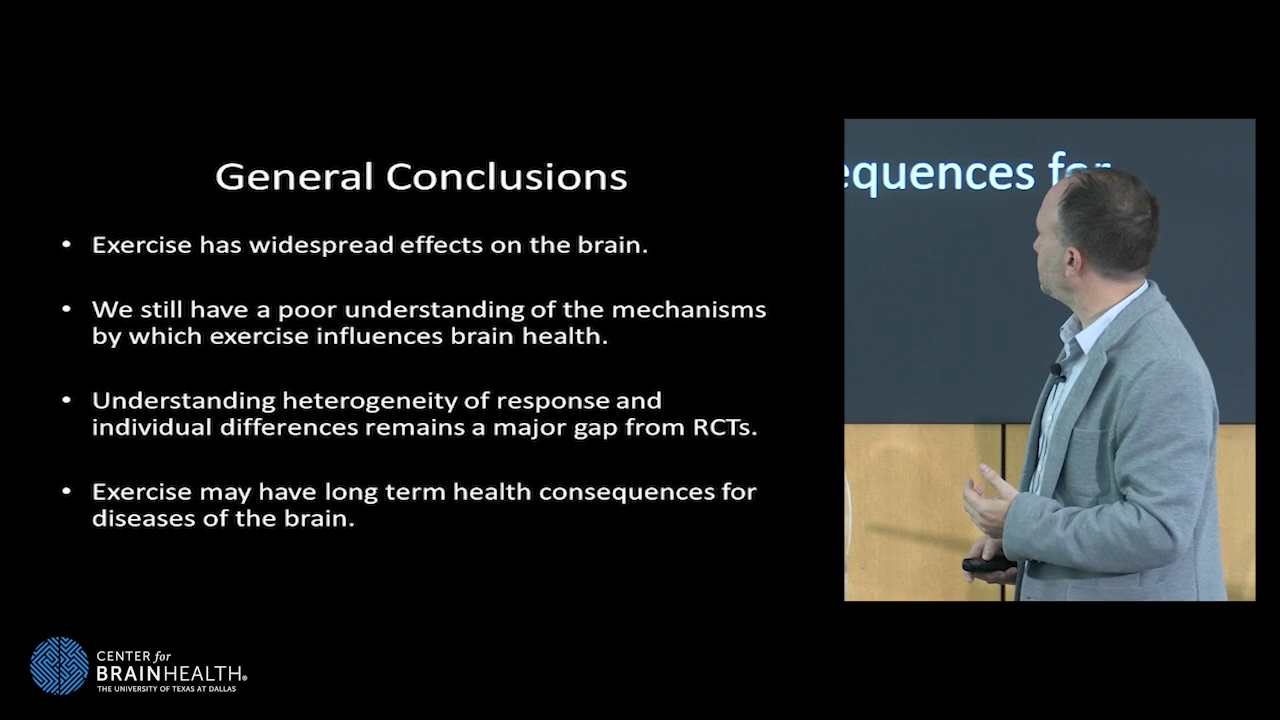 General Conclusions
• Exercise has widespread effects on the brain.
• We still have a poor understanding of the mechanisms
by which exercise influences brain health.
• Understanding heterogeneity of response and
individual differences remains a major gap from RCTs.
• Exercise may have long term health consequences for
diseases of the brain.
equences for
CENTER for
BRAINHEALTH®
THE UNIVERSITY OF TEXAS AT DALLAS